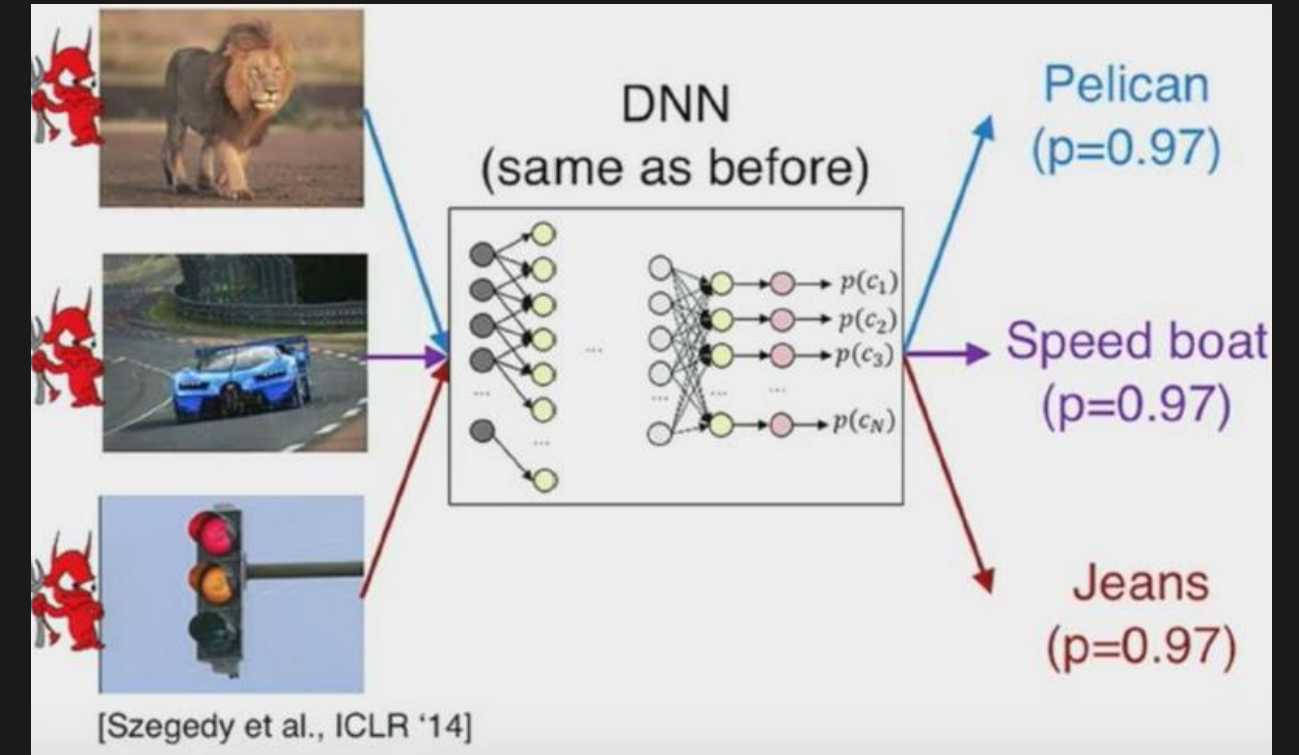 DNN
(same as before)
p(c₁)
p(c₂)
p(c₃)
...
p(c_N)
Pelican
(p=0.97)
Speed boat
(p=0.97)
Jeans
(p=0.97)
[Szegedy et al., ICLR ‘14]